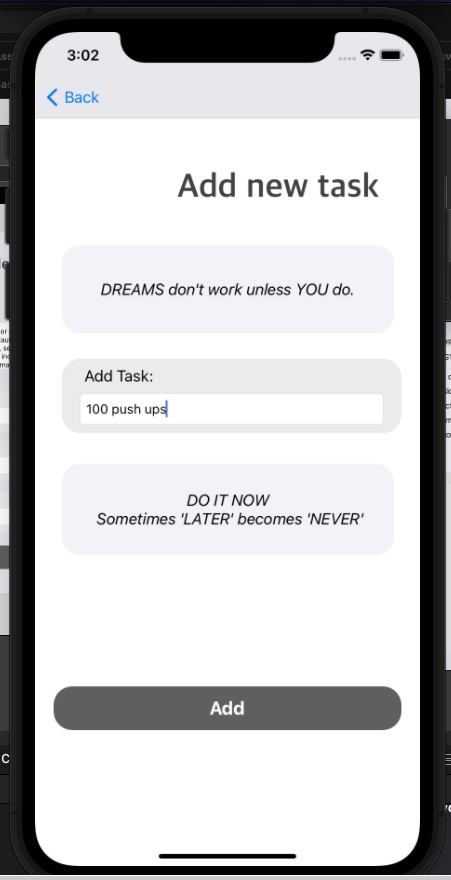 3:02
Back
Add new task
DREAMS don't work unless YOU do.
Add Task:
100 push ups
DO IT NOW
Sometimes 'LATER' becomes 'NEVER'
Add